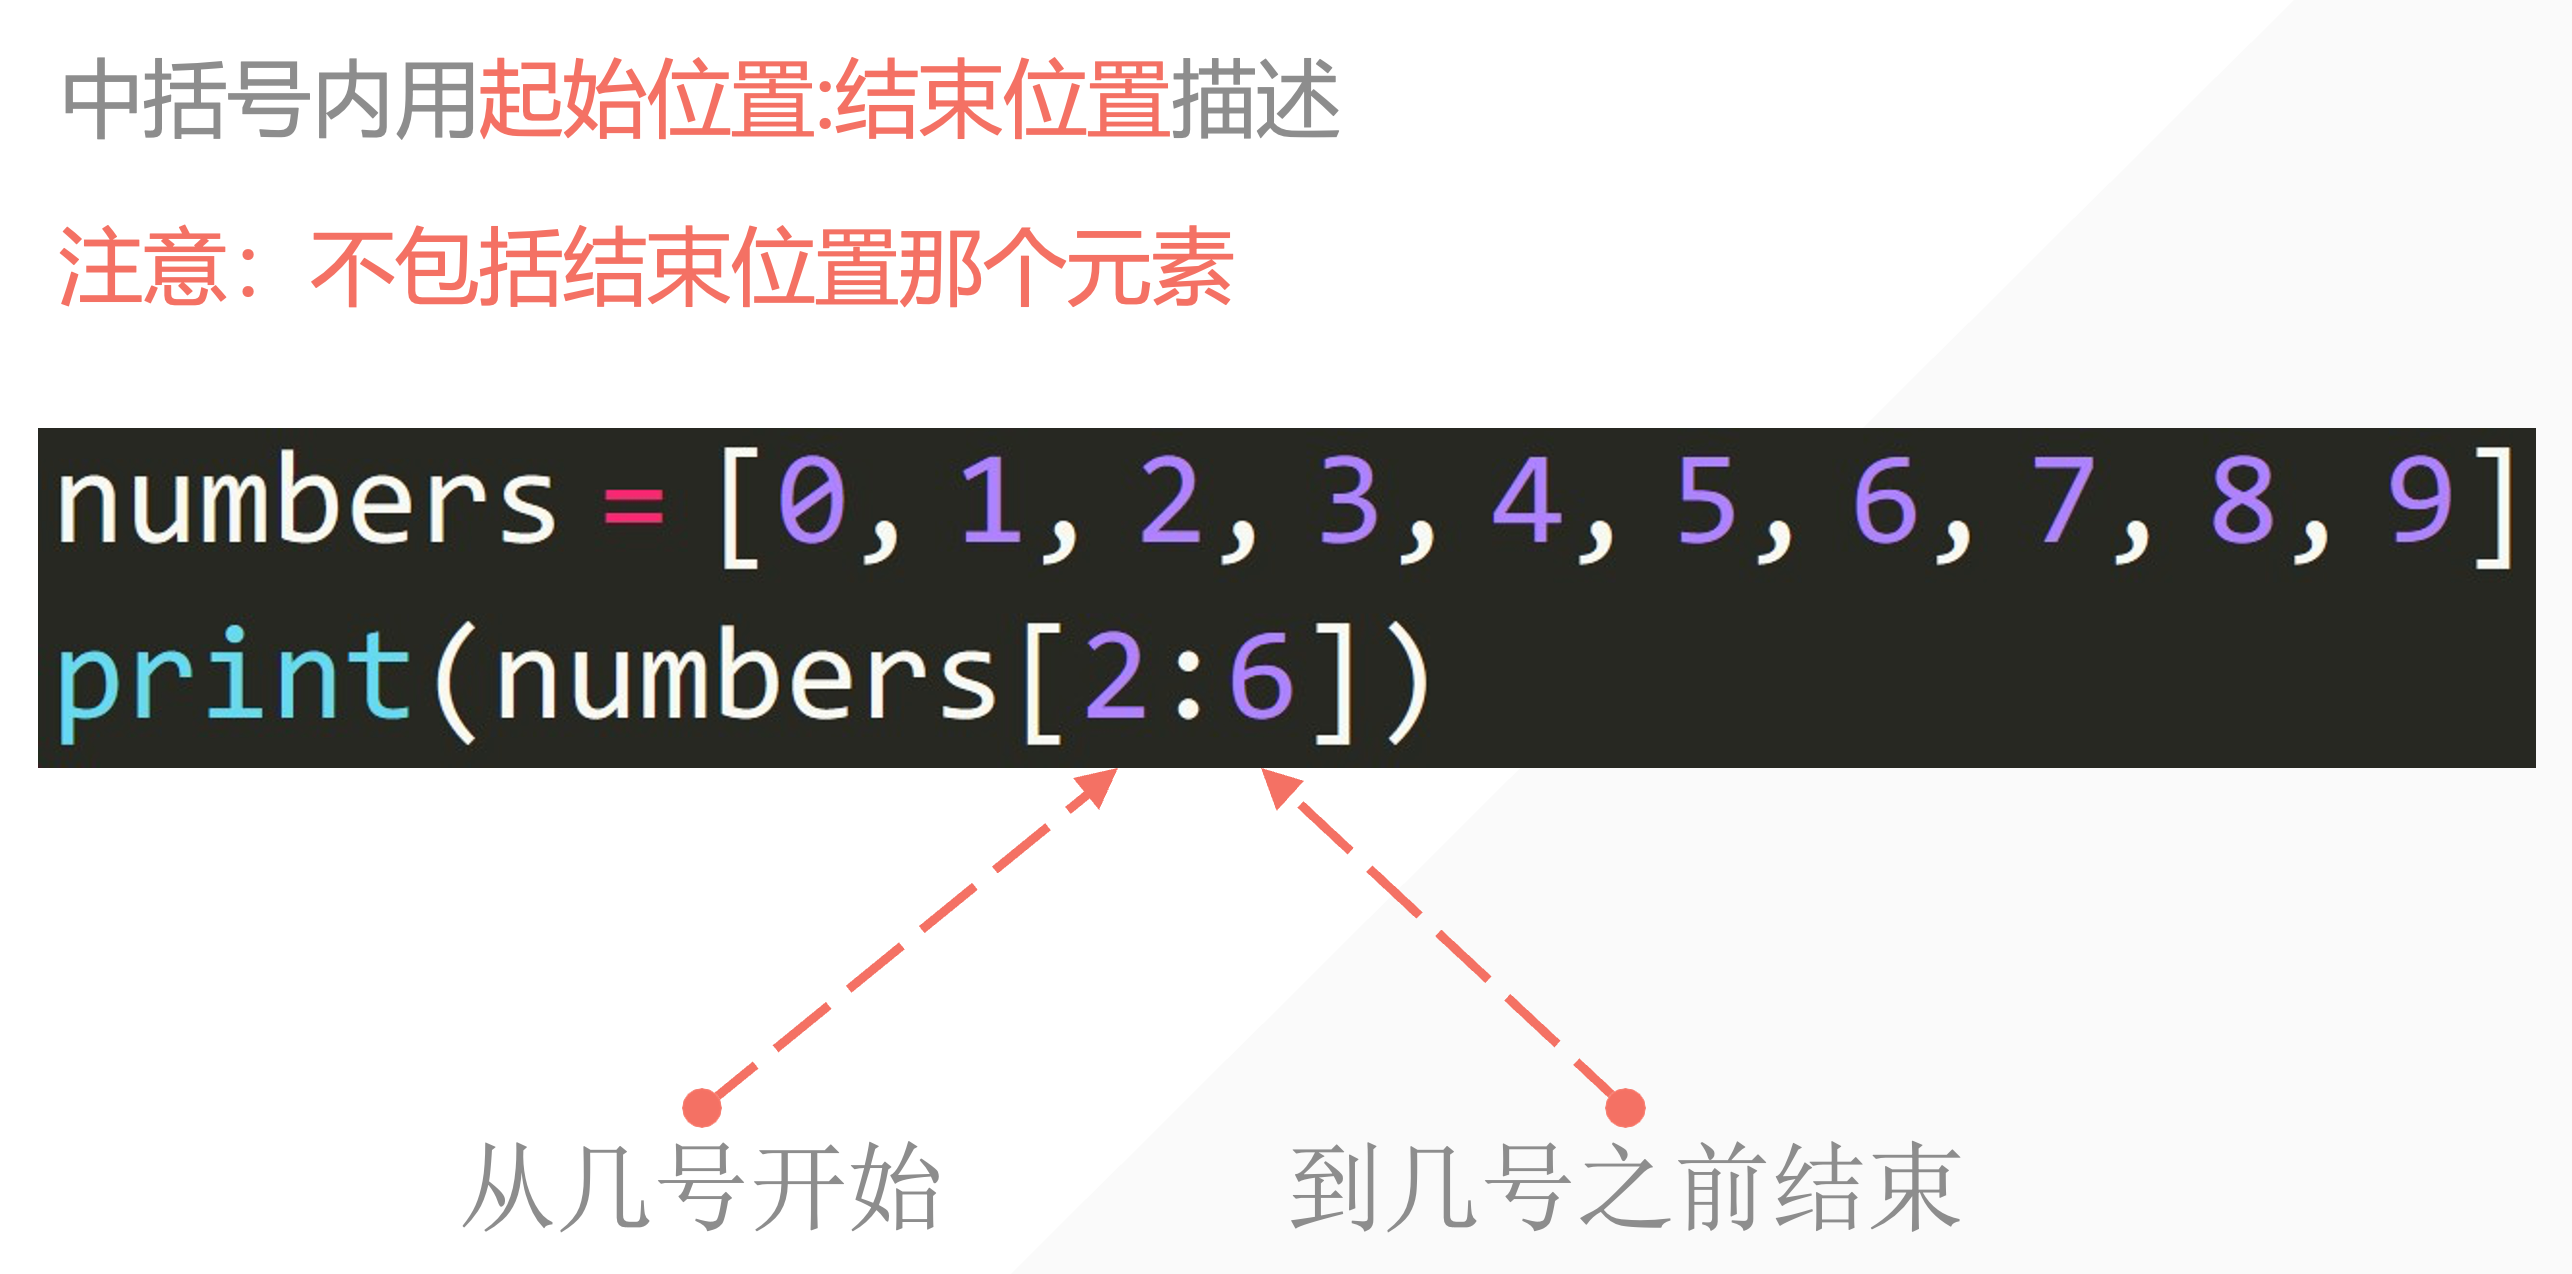 中括号内用起始位置:结束位置描述
注意：不包括结束位置那个元素
numbers = [0, 1, 2, 3, 4, 5, 6, 7, 8, 9]
print(numbers[2:6])
从几号开始
到几号之前结束